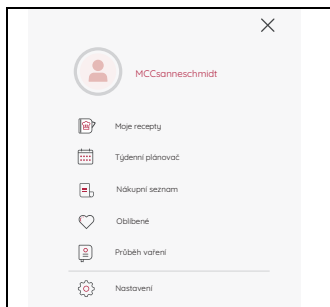 MCCsanneschmidt
Moje recepty
Týdenní plánovač
Nákupní seznam
Oblíbené
Průběh vaření
Nastavení